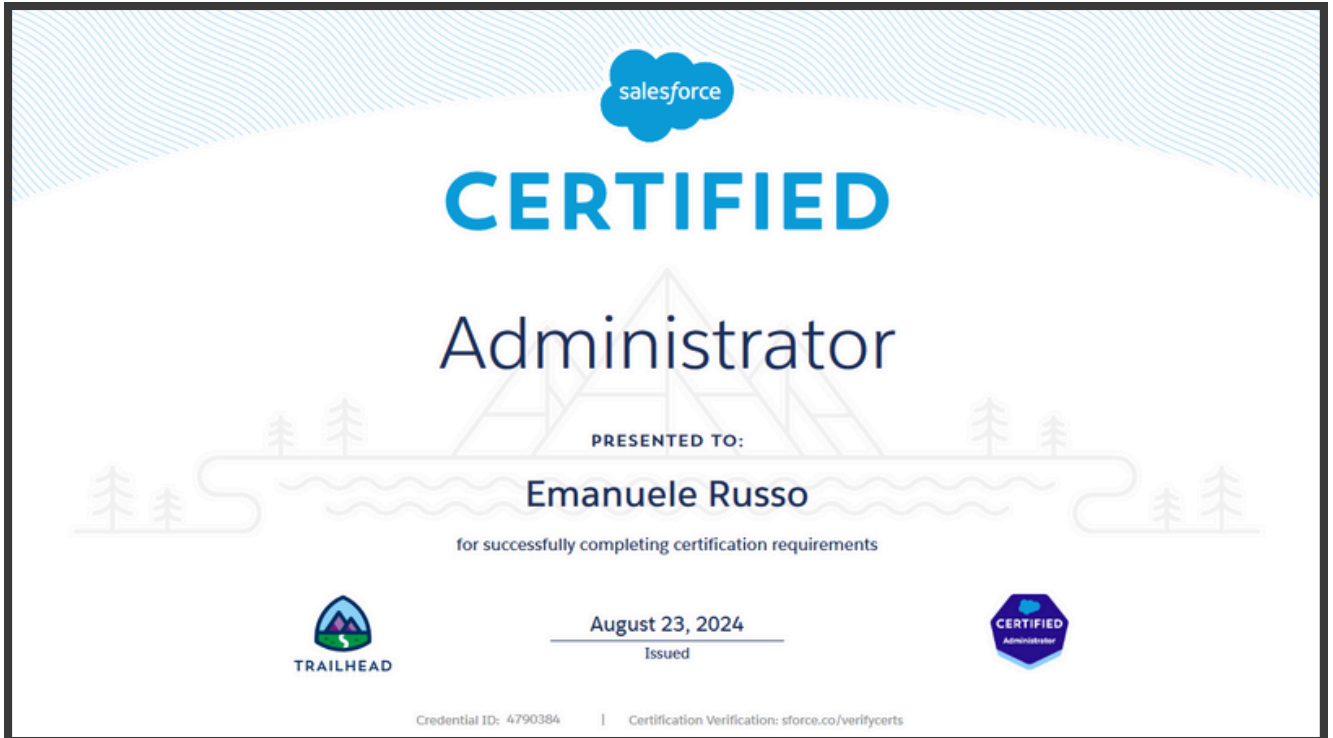 salesforce
CERTIFIED
Administrator
PRESENTED TO:
Emanuele Russo
for successfully completing certification requirements
TRAILHEAD
August 23, 2024
Issued
CERTIFIED
Administrator
Credential ID: 4790384 | Certification Verification: sforce.co/verifycerts